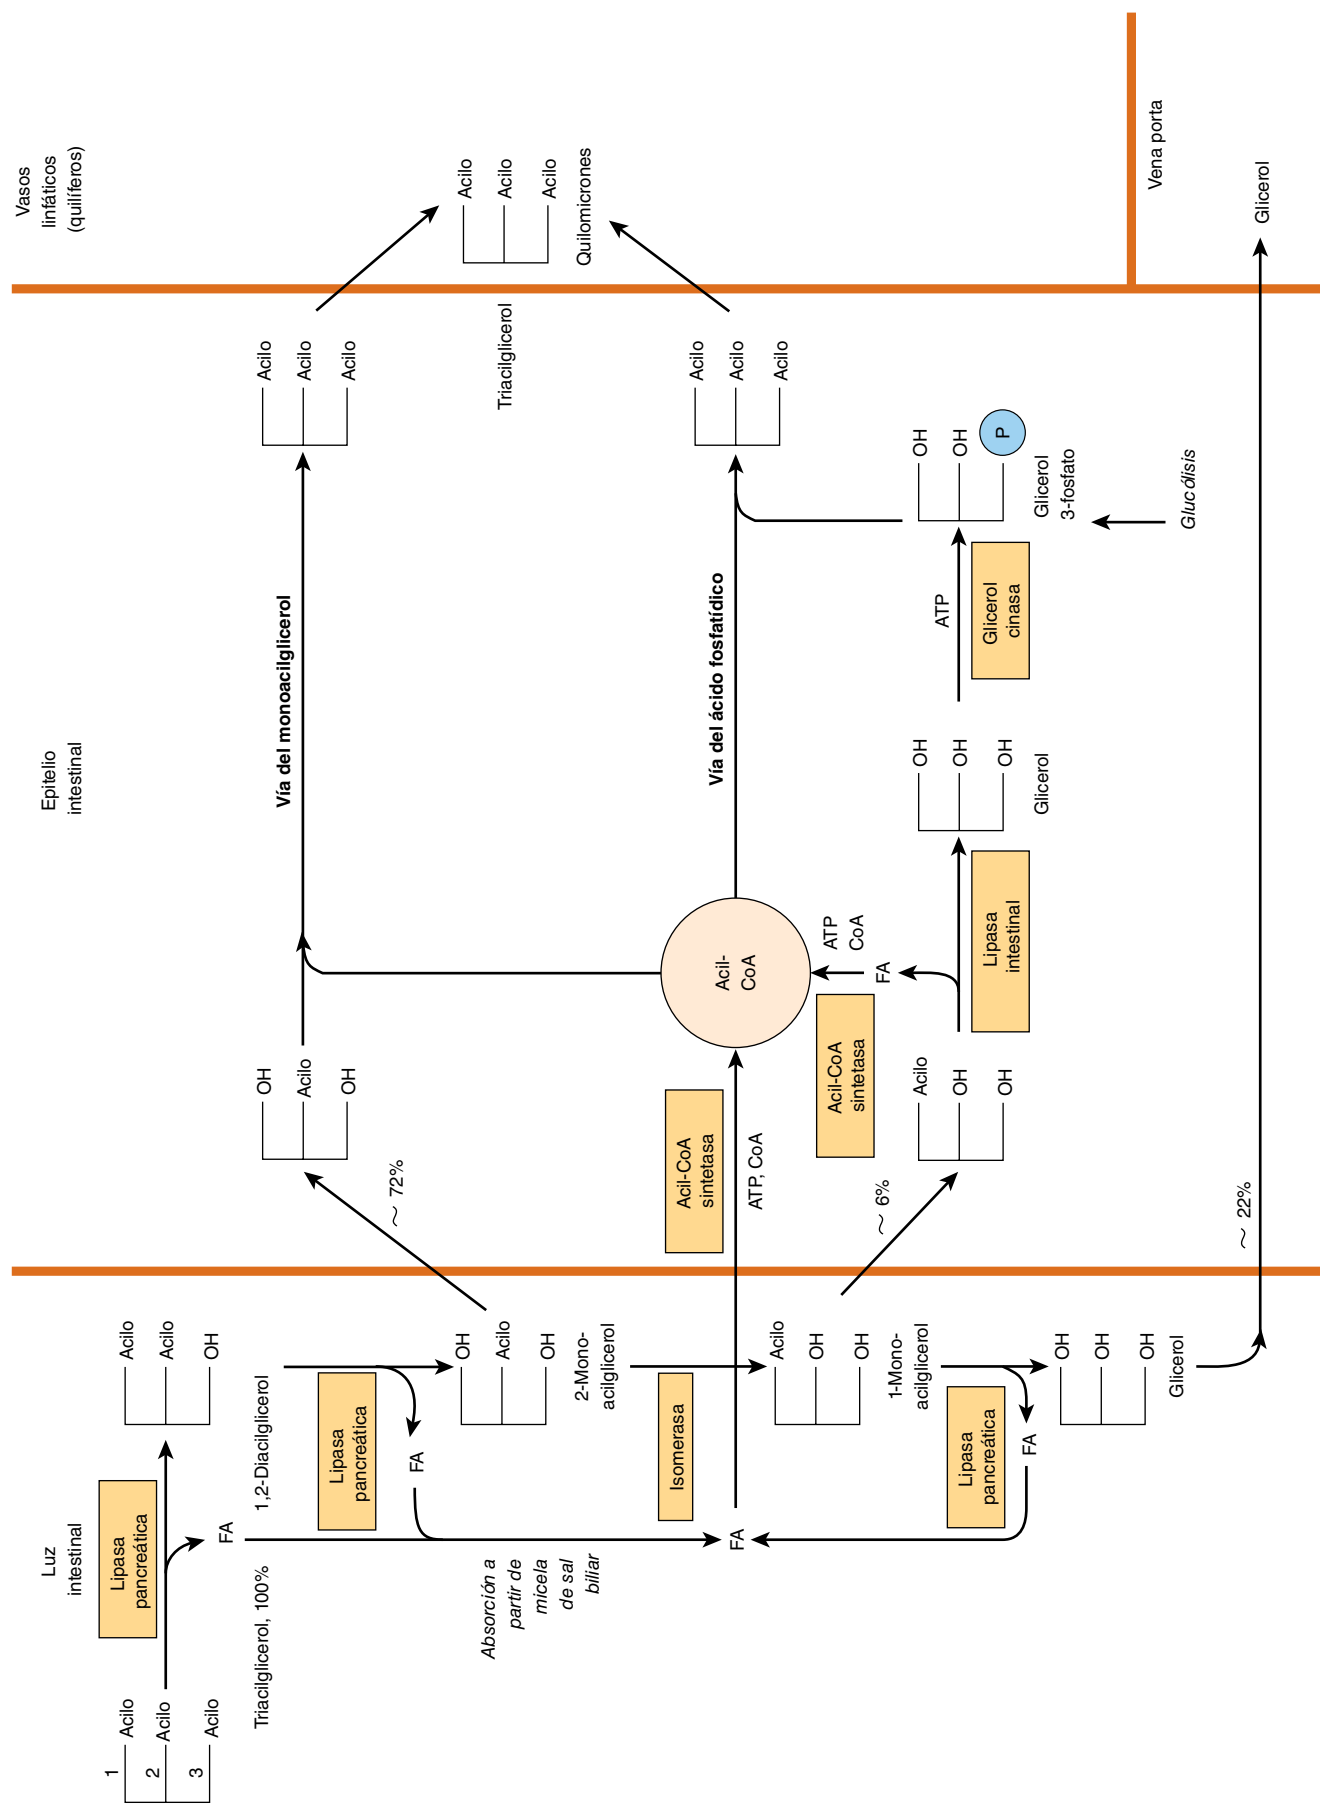 Luz
intestinal
Epitelio
intestinal
Vasos
linfáticos
(quilíferos)
1
2
3
Acilo
Acilo
Acilo
Triacilglicerol, 100%
Lipasa
pancreática
FA
Acilo
Acilo
OH
1,2-Diacilglicerol
Lipasa
pancreática
FA
Absorción a
partir de
micela
de sal
biliar
OH
Acilo
OH
2-Mono-
acilglicerol
~ 72%
OH
Acilo
OH
Vía del monoacilglicerol
Acilo
Acilo
Acilo
Triacilglicerol
Acilo
Acilo
Acilo
Quilomicrones
Isomerasa
FA
Acil-CoA
sintetasa
ATP, CoA
Acil-
CoA
Vía del ácido fosfatídico
Acilo
Acilo
Acilo
Acilo
OH
OH
1-Mono-
acilglicerol
~ 6%
Acilo
OH
OH
Acil-CoA
sintetasa
FA
ATP
CoA
Lipasa
intestinal
OH
OH
OH
Glicerol
ATP
Glicerol
cinasa
OH
OH
P
Glicerol
3-fosfato
Glucólisis
Lipasa
pancreática
FA
OH
OH
OH
Glicerol
~ 22%
Vena porta
Glicerol